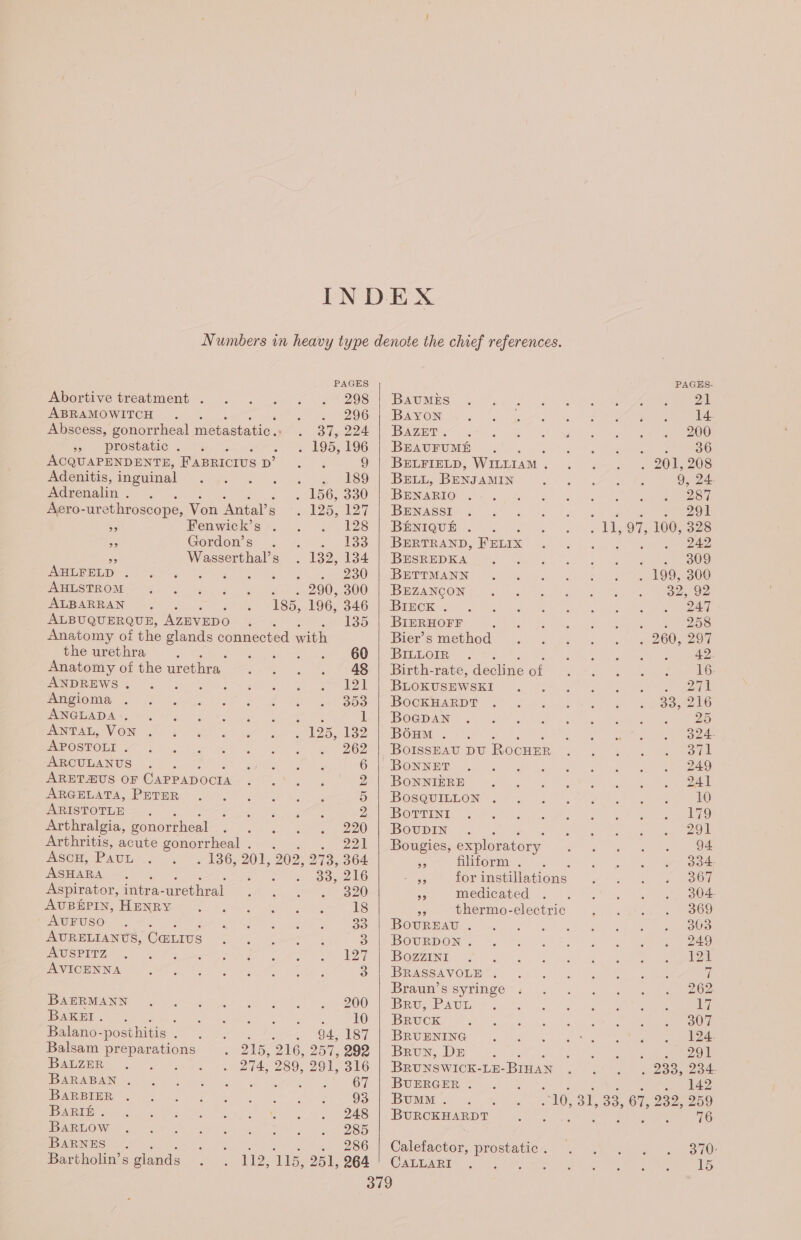 INDEX
Numbers in heavy type denote the chief references.
PAGES
Abortive treatment . . . . . 298
ABRAMOWITCH . . . . . 296
Abscess, gonorrheal metastatic . . 37, 224
„ prostatic . . . . . 195, 196
ACQUAPENDENTE, FABRICIUS D’ . . 9
Adenitis, inguinal . . . . . 189
Adrenalin . . . . . 156, 330
Aero-urethroscope, Von Antal’s . 125, 127
„ Fenwick’s . . . 128
„ Gordon’s . . . 133
„ Wasserthal’s . 132, 134
AHLFELD . . . . . 230
AHLSTROM . . . . . 290, 300
ALBARRAN . . . . . 185, 196, 346
ALBUQUERQUE, AZEVEDO . . . 135
Anatomy of the glands connected with
the urethra . . . . . 60
Anatomy of the urethra . . . . 48
ANDREWS . . . . . 121
Angioma . . . . . 353
ANGLADA . . . . . 1
ANTAL, VON . . . . . 125, 132
APOSTOLI . . . . . 262
ARCULANUS . . . . . 6
ARETÆUS OF CAPPADOCIA . . . . 2
ARGELATA, PETER . . . . . 5
ARISTOTLE . . . . . 2
Arthralgia, gonorrheal . . . . 220
Arthritis, acute gonorrheal . . . . 221
ASCH, PAUL . . . 136, 201, 202, 273, 364
ASHARA . . . . . 33, 216
Aspirator, intra-urethral . . . . 320
AUBÉPIN, HENRY . . . . . 18
AUFUSO . . . . . 33
AURELIANUS, CŒLIUS . . . . . 3
AUSPITZ . . . . . 127
AVICENNA . . . . . 3
BAERMANN . . . . . 200
BAKEI . . . . . 10
Balano-posthitis . . . . . 94, 187
Balsam preparations . 215, 216, 257, 292
BALZER . . . . . 274, 289, 291, 316
BARABAN . . . . . 67
BARBIER . . . . . 93
BARIÉ . . . . . 248
BARLOW . . . . . 285
BARNES . . . . . 286
Bartholin’s glands . . 112, 115, 251, 264
PAGES.
BAUMÈS . . . . . 21
BAYON . . . . . 14
BAZET . . . . . 200
BEAUFUMÉ . . . . . 36
BELFIELD, WILLIAM . . . . . 201, 208
BELL, BENJAMIN . . . . . 9, 24
BENARIO . . . . . 287
BENASSI . . . . . 291
BÉNIQUÉ . . . . . 11, 97, 100, 328
BERTRAND, FELIX . . . . . 242
BESREDKA . . . . . 309
BETTMANN . . . . . 199, 300
BEZANÇON . . . . . 32, 92
BIECK . . . . . 247
BIERHOFF . . . . . 258
Bier’s method . . . . . 260, 297
BILLOIR . . . . . 42
Birth-rate, decline of . . . . . 16
BLOKUSEWSKI . . . . . 271
BOCKHARDT . . . . . 33, 216
BOGDAN . . . . . 25
BÖHM . . . . . 324
BOISSEAU DU ROCHER . . . . . 371
BONNET . . . . . 249
BONNIÈRE . . . . . 241
BOSQUILLON . . . . . 10
BOTTINI . . . . . 179
BOUDIN . . . . . 291
Bougies, exploratory . . . . . 94
„ filiform . . . . . 334
„ for instillations . . . . 367
„ medicated . . . . . 304
„ thermo-electric . . . . 369
BOUREAU . . . . . 303
BOURDON . . . . . 249
BOZZINI . . . . . 121
BRASSAVOLE . . . . . 7
Braun’s syringe . . . . . 262
BRU, PAUL . . . . . 17
BRUCK . . . . . 307
BRUENING . . . . . 124
BRUN, DE . . . . . 291
BRUNSWICK-LE-BIHAN . . . . 233, 234
BUERGER . . . . . 142
BUMM . . . . . 10, 31, 33, 67, 232, 259
BURCKHARDT . . . . . 76
Calefactor, prostatic . . . . . 370
CALLARI . . . . . 15
379